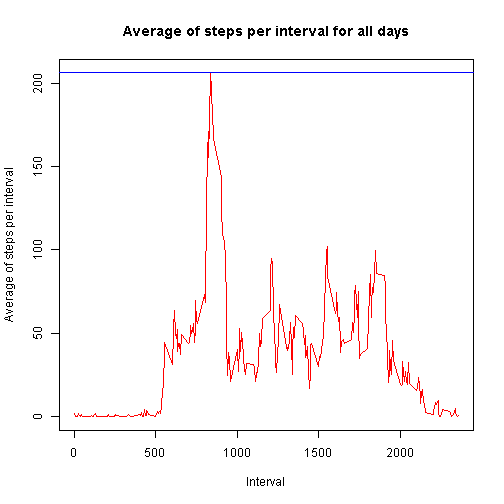 Average of steps per interval for all days
Average of steps per interval
200
150
100
50
0
0 500 1000 1500 2000
Interval